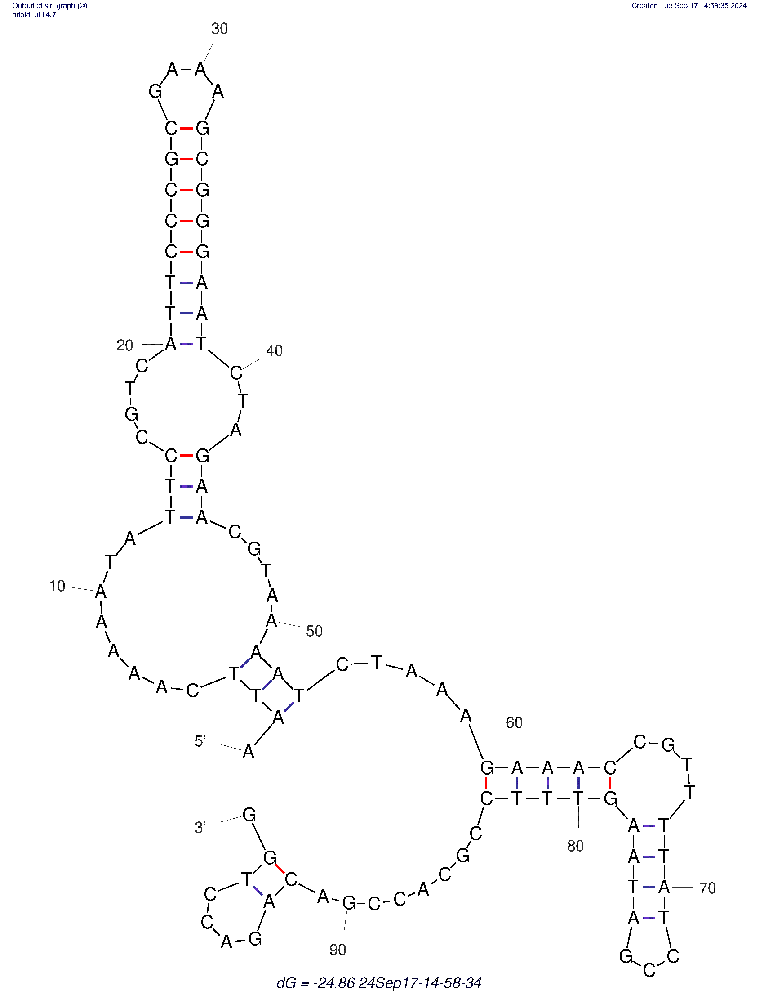 Output of sir_graph (©)
mfold_util 4.7
Created Tue Sep 17 14:58:35 2024
30
A A
G A
C G
G C
C G
C G
C G
T A
T A
20 A T 40
C C
T T
G A
C
C G
T A
T A
A C
T G
T
10 A A
A A 50
A A C T A
A T A
A C T T A
A A 60
5’ A C G
G A A A C T
T
C T T T G
3’ G A T
C 80
G G A T
T C C
C A C C G A A T A 70
C A A T
A G 90 G C
C
dG = -24.86 24Sep17-14-58-34